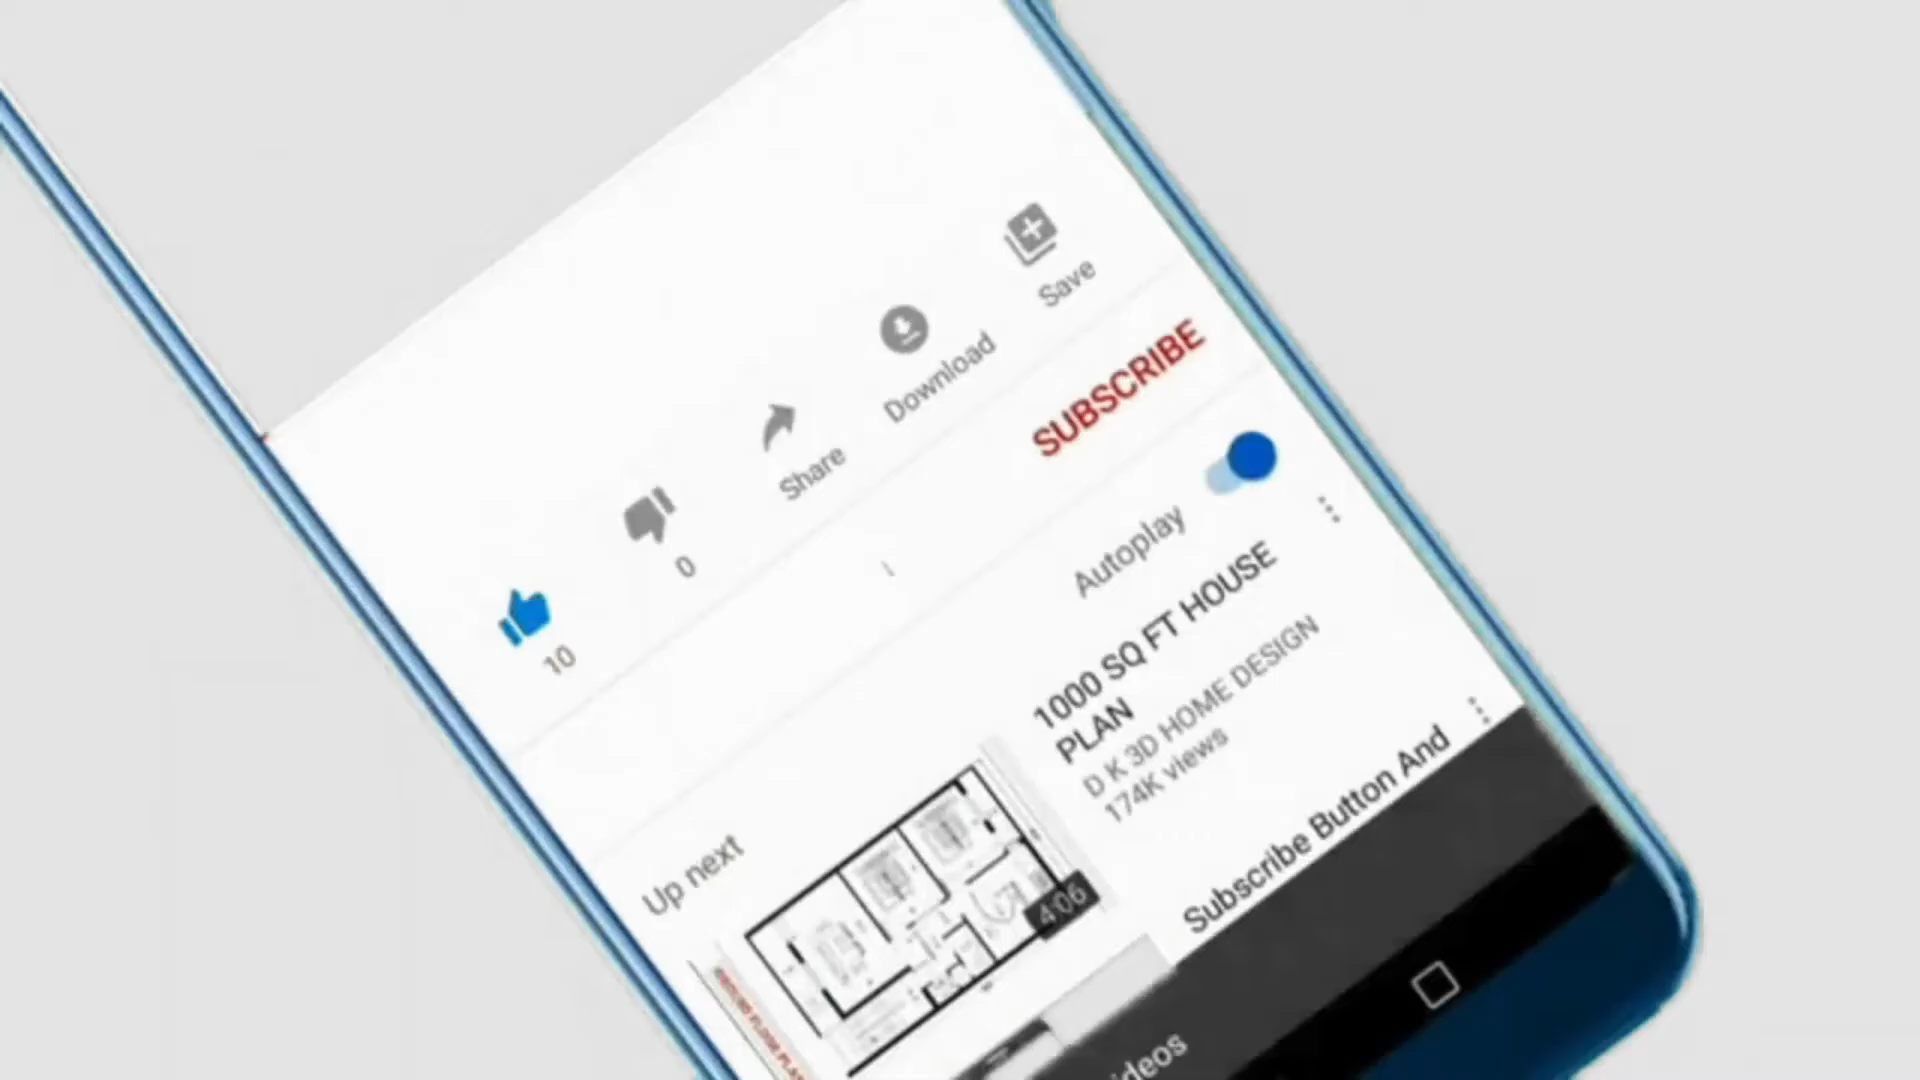 10
0
Share
Download
Save
SUBSCRIBE
Up next
Autoplay
1000 SQ FT HOUSE
PLAN
D K 3D HOME DESIGN
174K views
4:06
Subscribe Button And